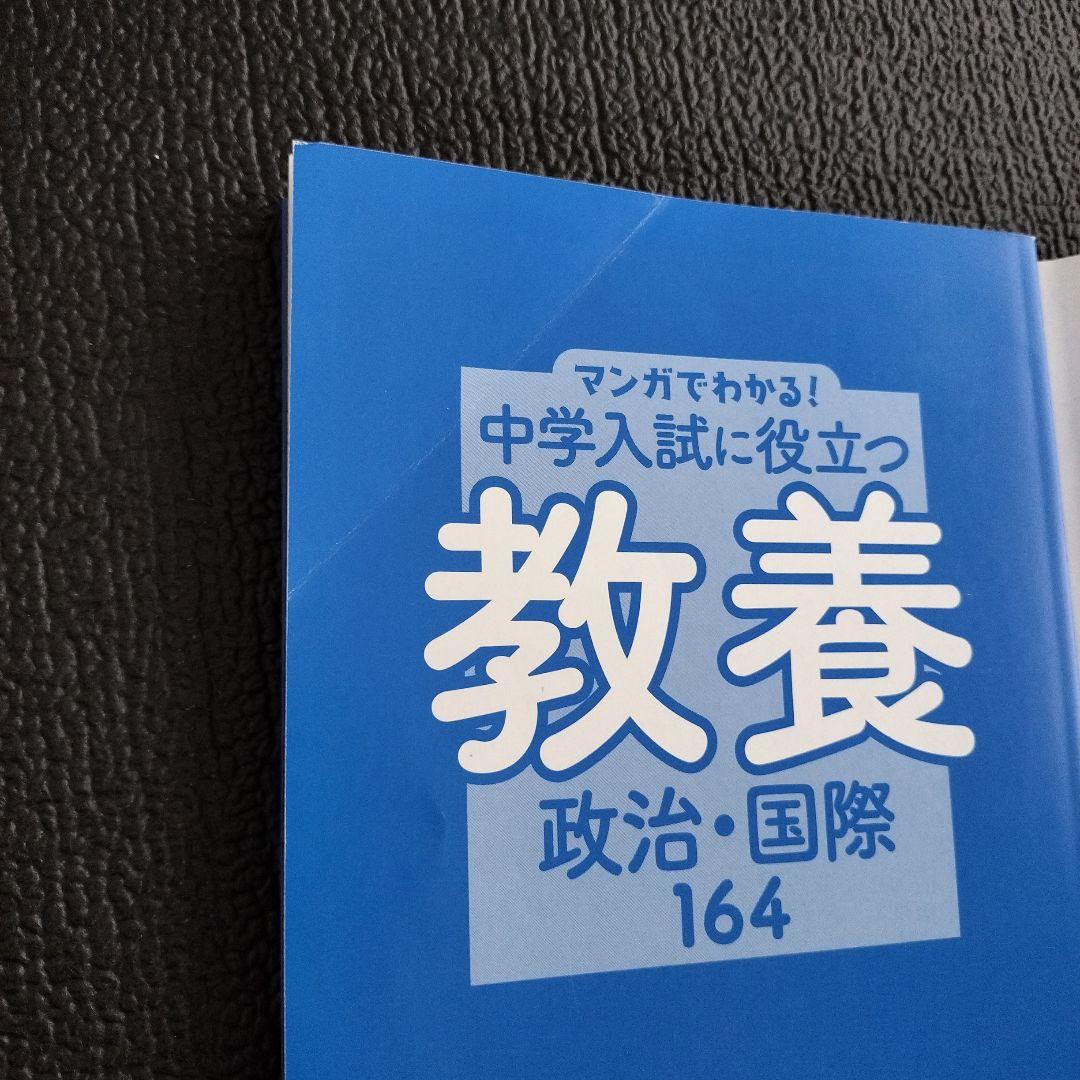 マンガでわかる！
中学入試に役立つ
教養
政治・国際
164